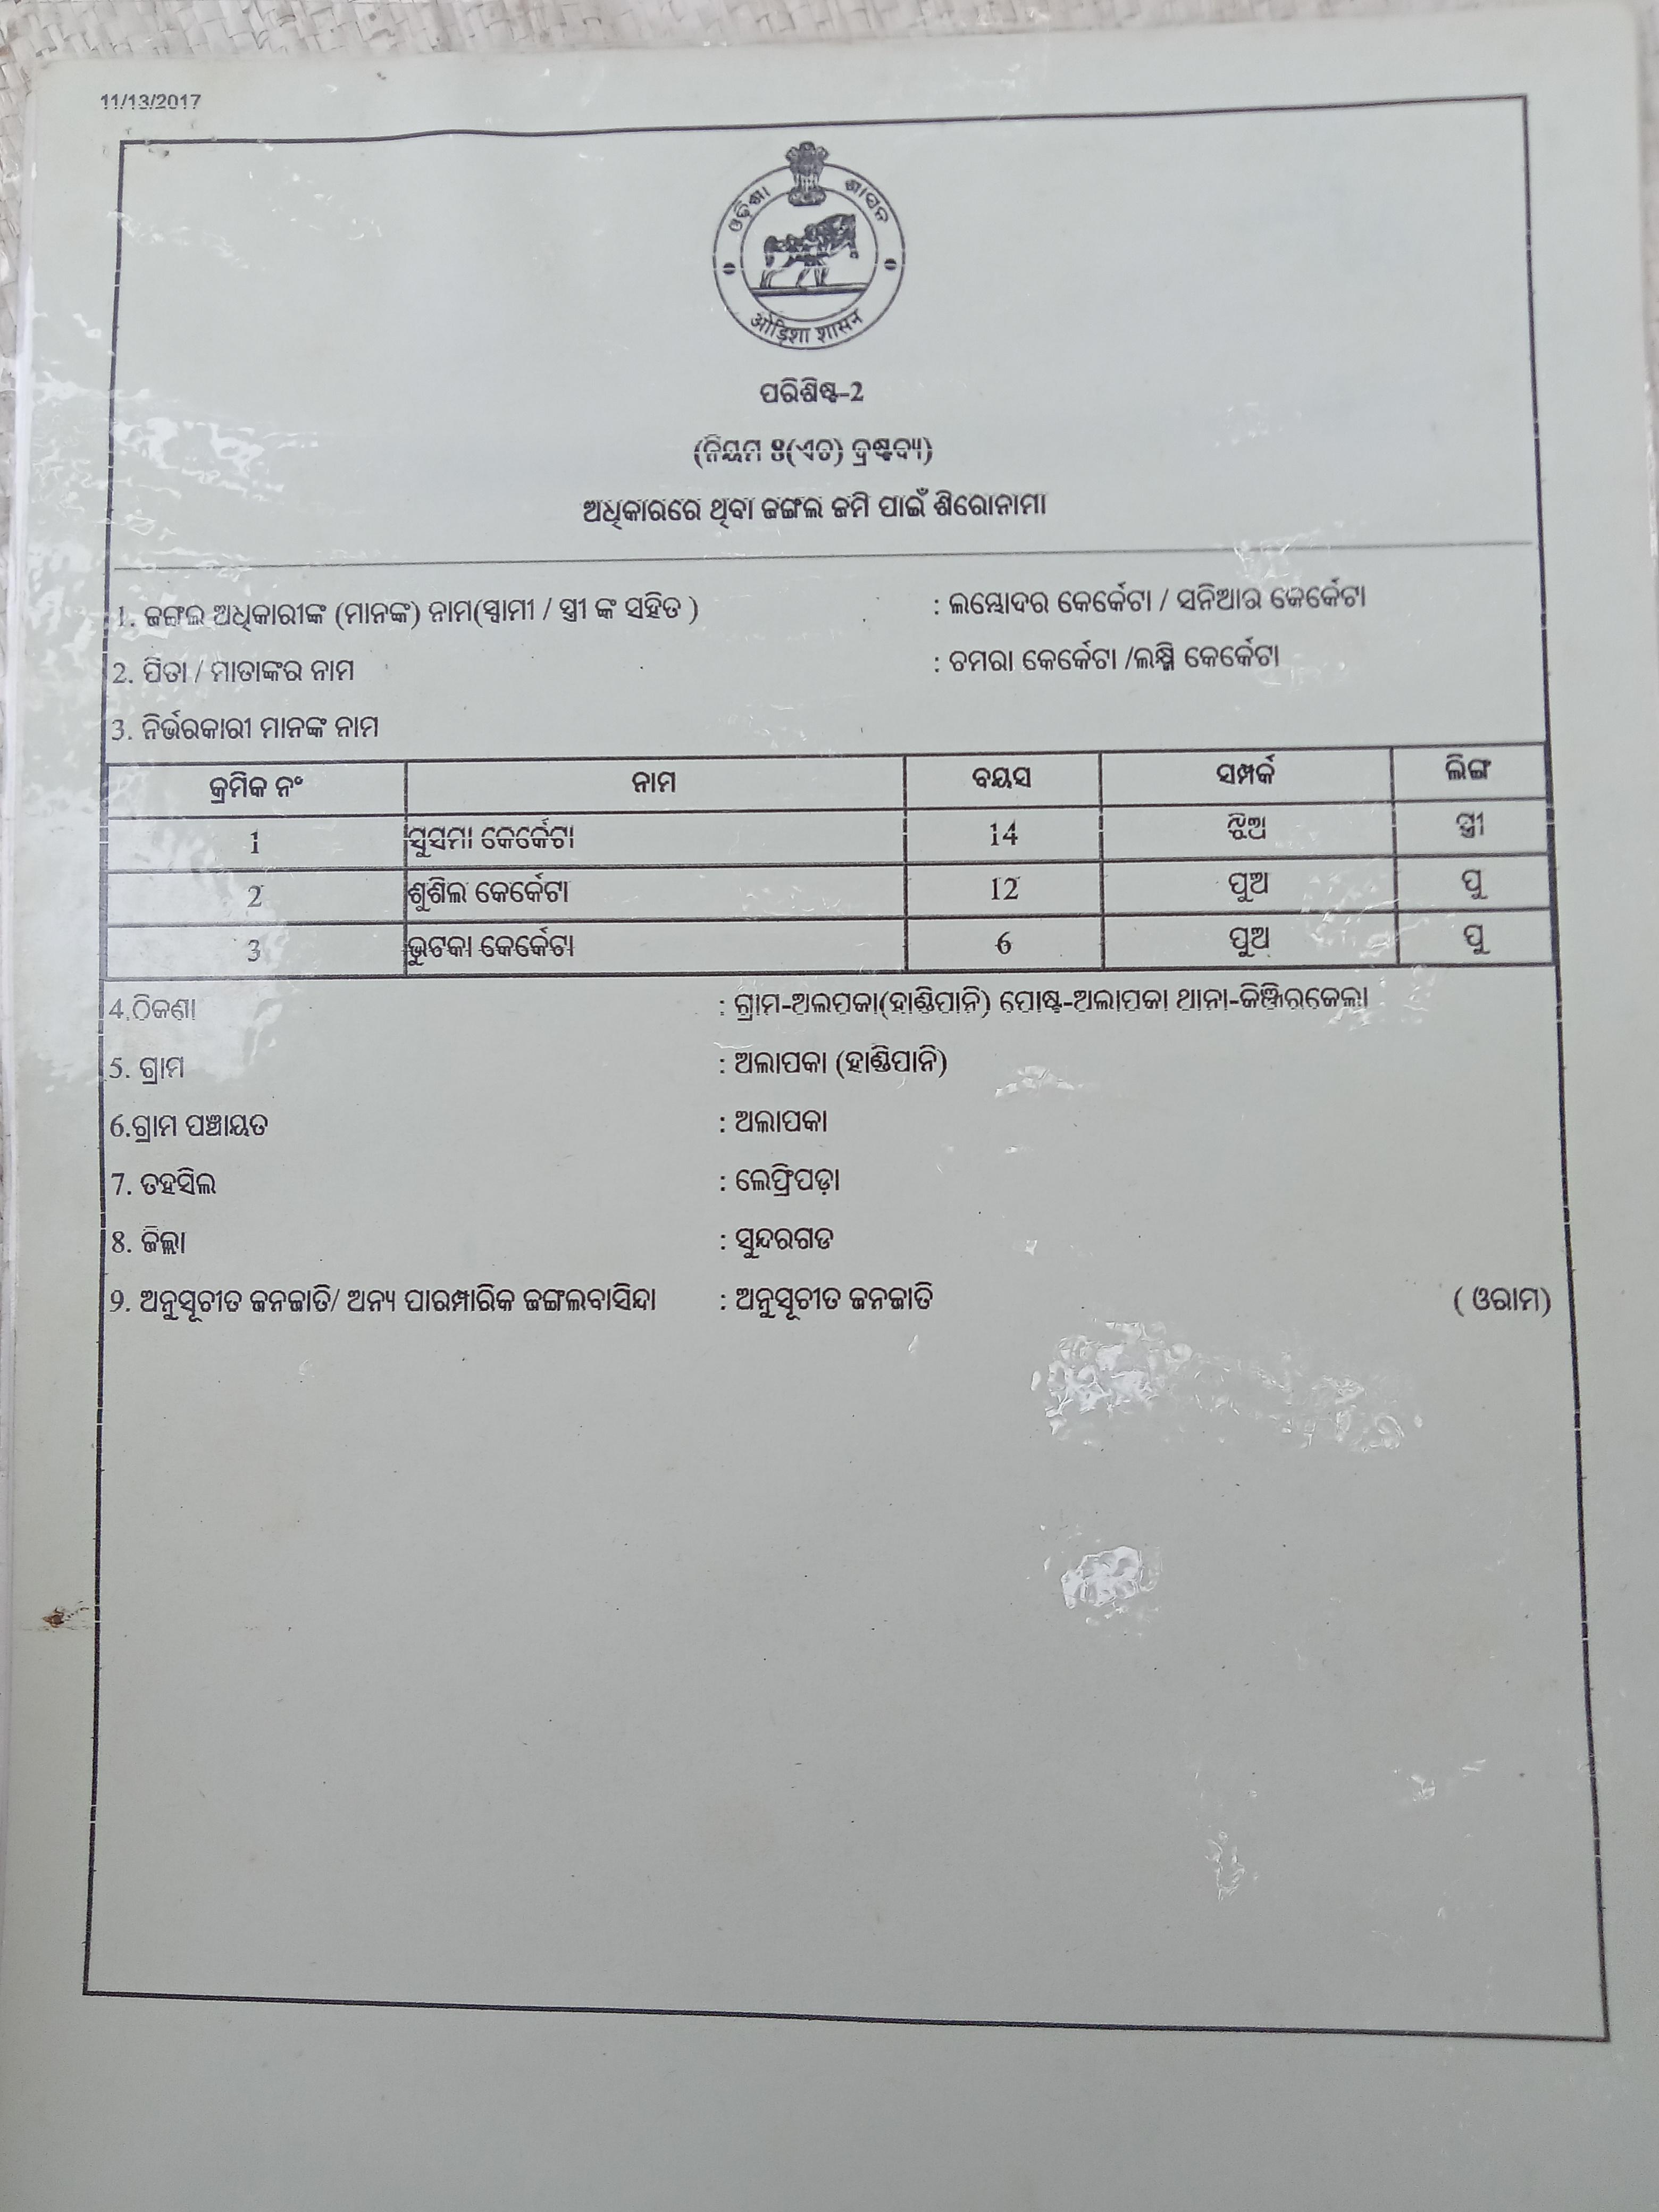 11/13/2017
ଓଡ଼ିଶା ଶାସନ
ओड़िशा शासन
ପରିଶିଷ୍ଟ-2
(ନିୟମ ୫(ଏଚ) ଦ୍ରଷ୍ଟବ୍ୟ)
ଅଧିକାରରେ ଥିବା ଜଙ୍ଗଲ ଜମି ପାଇଁ ଶିରୋନାମା
1. ଜଙ୍ଗଲ ଅଧିକାରୀଙ୍କ (ମାନଙ୍କ) ନାମ(ସ୍ୱାମୀ / ସ୍ତ୍ରୀ ଙ୍କ ସହିତ ) : ଲମ୍ଭୋଦର କେର୍କେଟା / ସନିଆର କେର୍କେଟା
2. ପିତା / ମାତାଙ୍କର ନାମ : ଚମରା କେର୍କେଟା /ଲକ୍ଷ୍ମି କେର୍କେଟା
3. ନିର୍ଭରକାରୀ ମାନଙ୍କ ନାମ
କ୍ରମିକ ନଂ ନାମ ବୟସ ସମ୍ପର୍କ ଲିଙ୍ଗ
1 ସୁସମା କେର୍କେଟା 14 ଝିଅ ସ୍ତ୍ରୀ
2 ଶୁଶିଲ କେର୍କେଟା 12 ପୁଅ ପୁ
3 ଭୁଟକା କେର୍କେଟା 6 ପୁଅ ପୁ
4.ଠିକଣା : ଗ୍ରାମ-ଅଲପକା(ହାଣ୍ଡିପାନି) ପୋଷ୍ଟ-ଅଲାପକା ଥାନା-କିଞ୍ଜିରକେଲା
5. ଗ୍ରାମ : ଅଲାପକା (ହାଣ୍ଡିପାନି)
6.ଗ୍ରାମ ପଞ୍ଚାୟତ : ଅଲାପକା
7. ତହସିଲ : ଲେଫ୍ରିପଡ଼ା
8. ଜିଲ୍ଲା : ସୁନ୍ଦରଗଡ
9. ଅନୁସୂଚୀତ ଜନଜାତି/ ଅନ୍ୟ ପାରମ୍ପାରିକ ଜଙ୍ଗଲବାସିନ୍ଦା : ଅନୁସୂଚୀତ ଜନଜାତି ( ଓରାମ)